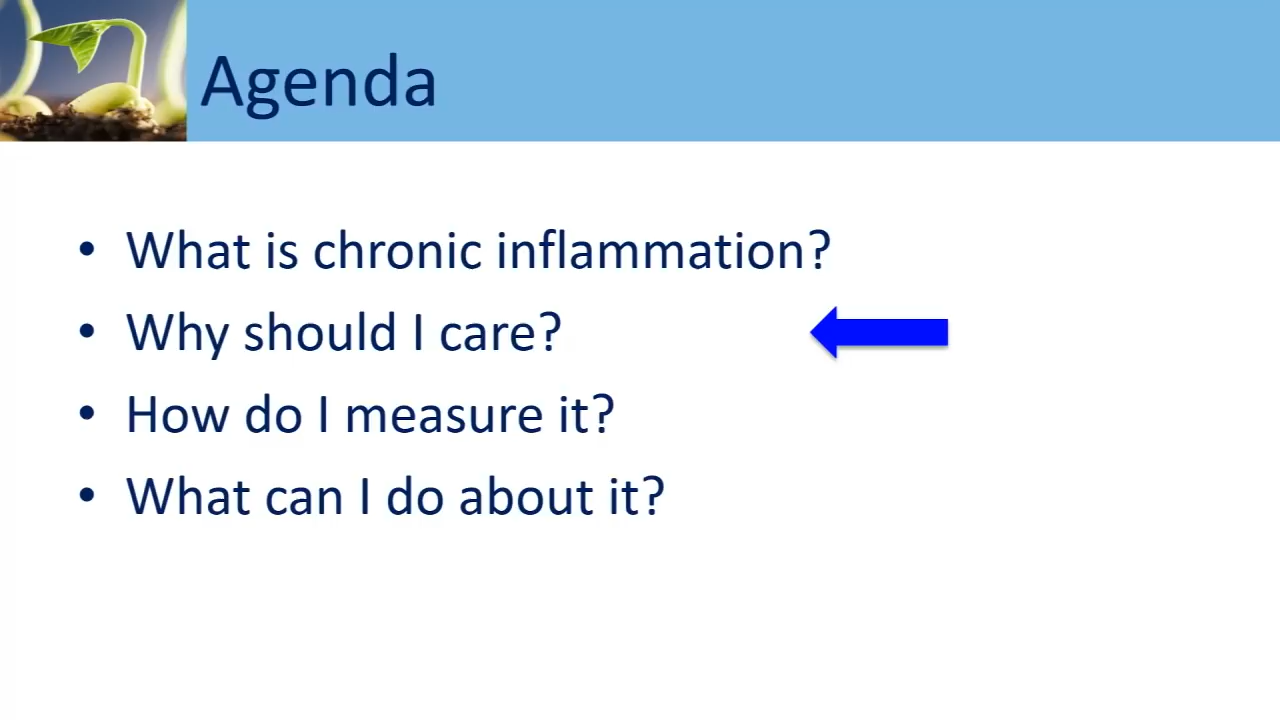 Agenda
• What is chronic inflammation?
• Why should I care?
• How do I measure it?
• What can I do about it?